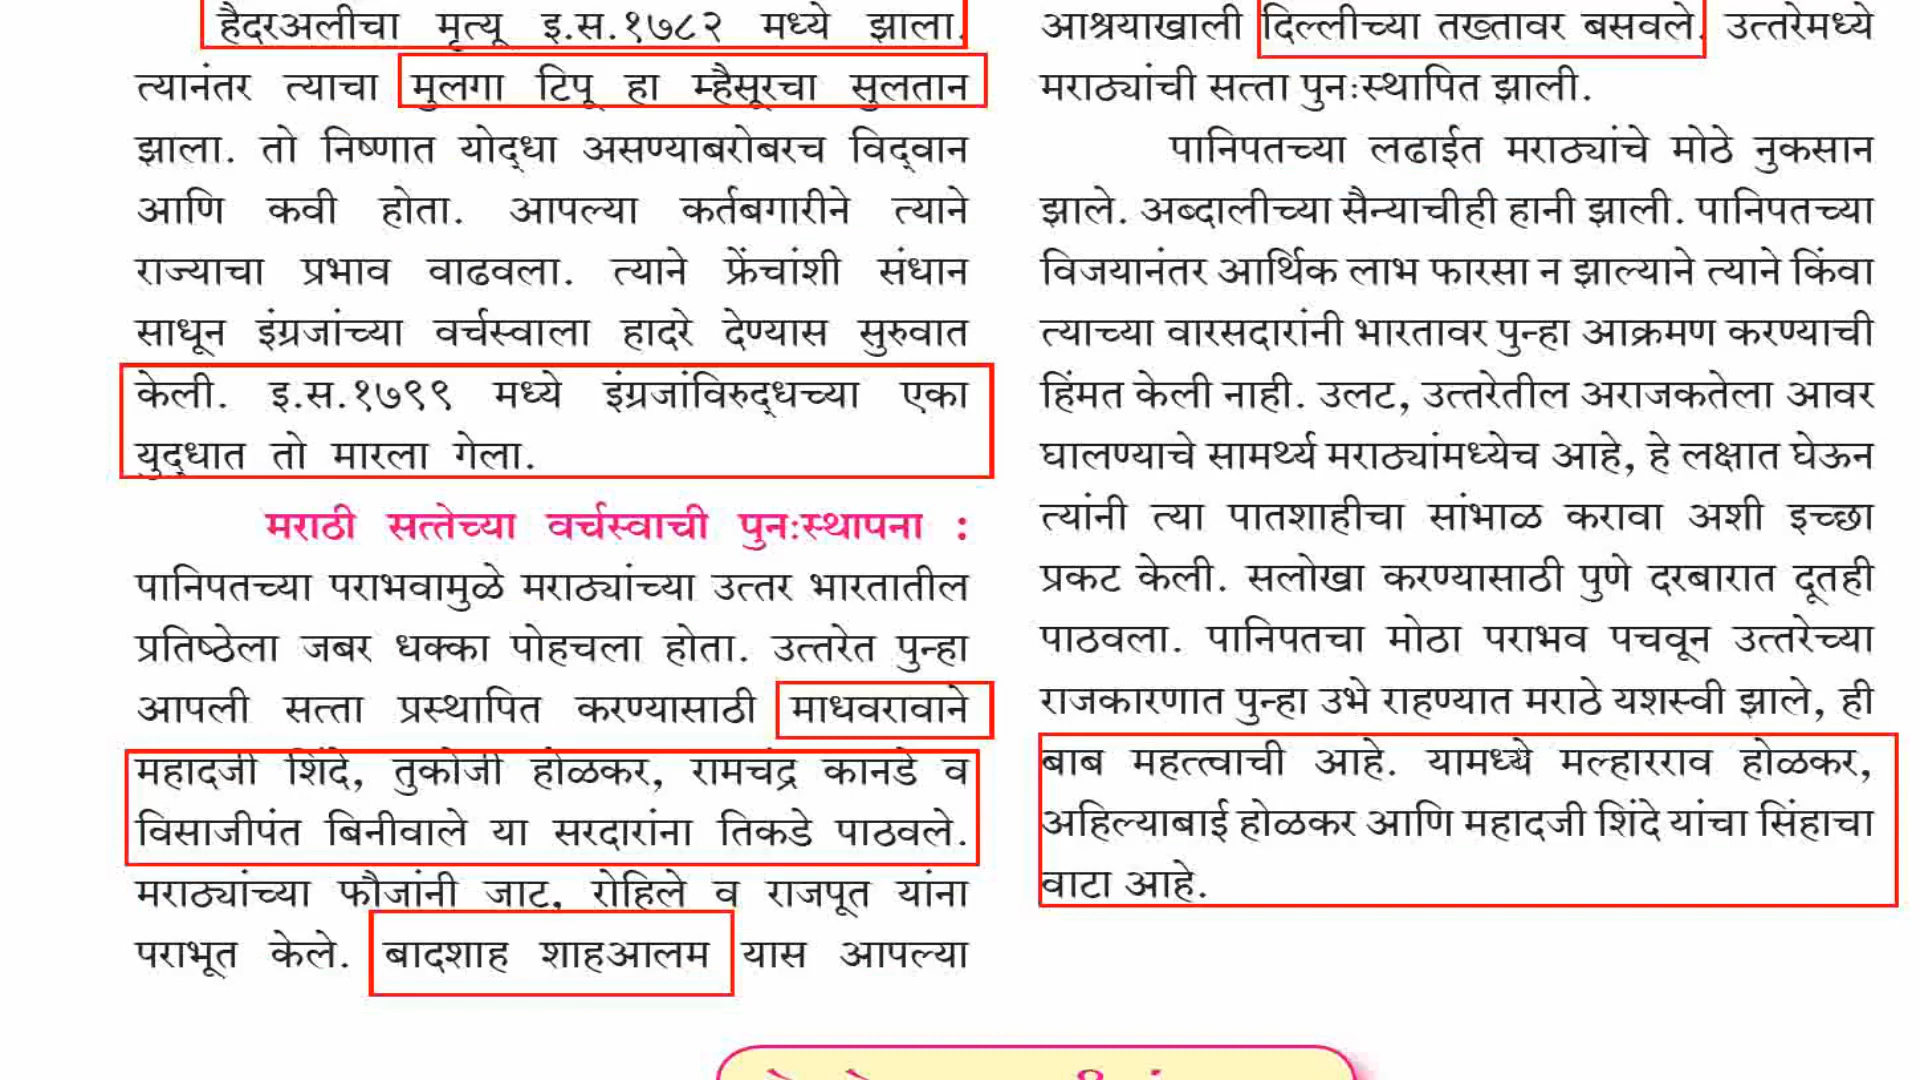 हैदरअलीचा मृत्यू इ.स.१७८२ मध्ये झाला.
त्यानंतर त्याचा मुलगा टिपू हा म्हैसूरचा सुलतान
झाला. तो निष्णात योद्धा असण्याबरोबरच विद्वान
आणि कवी होता. आपल्या कर्तबगारीने त्याने
राज्याचा प्रभाव वाढवला. त्याने फ्रेंचांशी संधान
साधून इंग्रजांच्या वर्चस्वाला हादरे देण्यास सुरुवात
केली. इ.स.१७९९ मध्ये इंग्रजांविरुद्धच्या एका
युद्धात तो मारला गेला.
मराठी सत्तेच्या वर्चस्वाची पुनःस्थापना :
पानिपतच्या पराभवामुळे मराठ्यांच्या उत्तर भारतातील
प्रतिष्ठेला जबर धक्का पोहचला होता. उत्तरेत पुन्हा
आपली सत्ता प्रस्थापित करण्यासाठी माधवरावाने
महादजी शिंदे, तुकोजी होळकर, रामचंद्र कानडे व
विसाजीपंत बिनीवाले या सरदारांना तिकडे पाठवले.
मराठ्यांच्या फौजांनी जाट, रोहिले व राजपूत यांना
पराभूत केले. बादशाह शाहआलम यास आपल्या
आश्रयाखाली दिल्लीच्या तख्तावर बसवले. उत्तरेमध्ये
मराठ्यांची सत्ता पुनःस्थापित झाली.
पानिपतच्या लढाईत मराठ्यांचे मोठे नुकसान
झाले. अब्दालीच्या सैन्याचीही हानी झाली. पानिपतच्या
विजयानंतर आर्थिक लाभ फारसा न झाल्याने त्याने किंवा
त्याच्या वारसदारांनी भारतावर पुन्हा आक्रमण करण्याची
हिंमत केली नाही. उलट, उत्तरेतील अराजकतेला आवर
घालण्याचे सामर्थ्य मराठ्यांमध्येच आहे, हे लक्षात घेऊन
त्यांनी त्या पातशाहीचा सांभाळ करावा अशी इच्छा
प्रकट केली. सलोखा करण्यासाठी पुणे दरबारात दूतही
पाठवला. पानिपतचा मोठा पराभव पचवून उत्तरेच्या
राजकारणात पुन्हा उभे राहण्यात मराठे यशस्वी झाले, ही
बाब महत्त्वाची आहे. यामध्ये मल्हारराव होळकर,
अहिल्याबाई होळकर आणि महादजी शिंदे यांचा सिंहाचा
वाटा आहे.